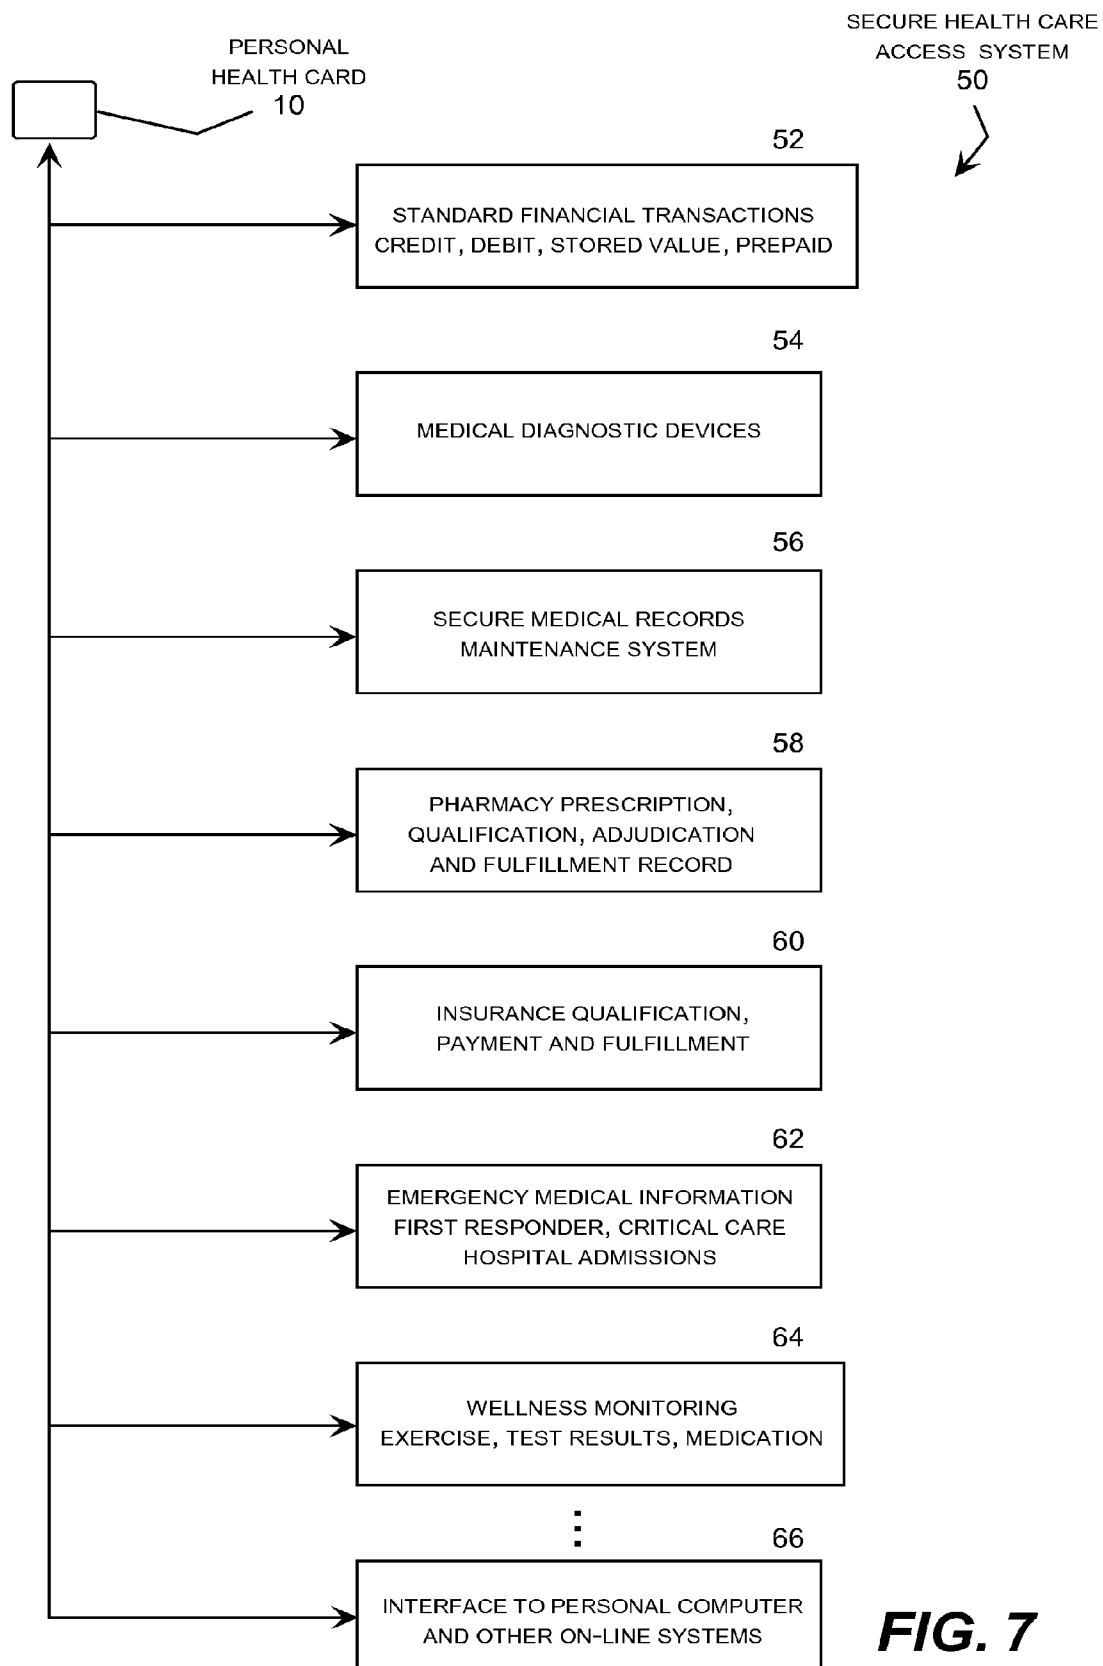 PERSONAL
HEALTH CARD
10
SECURE HEALTH CARE
ACCESS SYSTEM
50
52
STANDARD FINANCIAL TRANSACTIONS
CREDIT, DEBIT, STORED VALUE, PREPAID
54
MEDICAL DIAGNOSTIC DEVICES
56
SECURE MEDICAL RECORDS
MAINTENANCE SYSTEM
58
PHARMACY PRESCRIPTION,
QUALIFICATION, ADJUDICATION
AND FULFILLMENT RECORD
60
INSURANCE QUALIFICATION,
PAYMENT AND FULFILLMENT
62
EMERGENCY MEDICAL INFORMATION
FIRST RESPONDER, CRITICAL CARE
HOSPITAL ADMISSIONS
64
WELLNESS MONITORING
EXERCISE, TEST RESULTS, MEDICATION
66
INTERFACE TO PERSONAL COMPUTER
AND OTHER ON-LINE SYSTEMS
FIG. 7